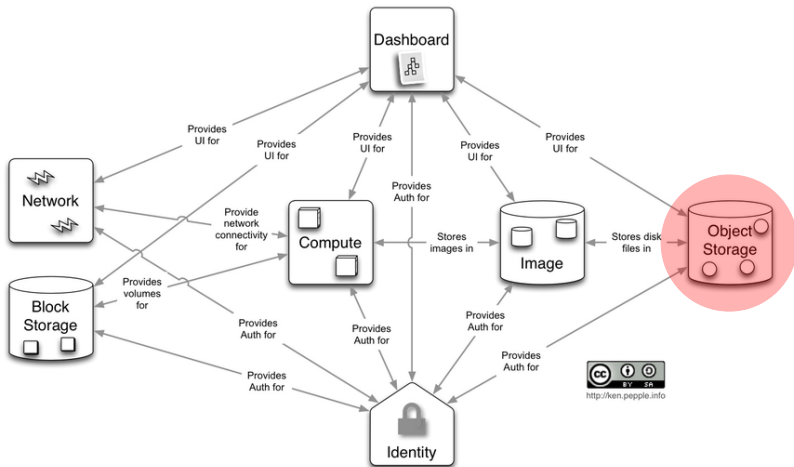 Dashboard
Provides
UI for
Provides
UI for
Provides
UI for
Provides
UI for
Provides
UI for
Provides
Auth for
Network
Provide
network
connectivity
for
Compute
Stores
images in
Image
Stores disk
files in
Object
Storage
Block
Storage
Provides
volumes
for
Provides
Auth for
Provides
Auth for
Provides
Auth for
Provides
Auth for
Provides
Auth for
Identity
cc
BY SA
http://ken.pepple.info